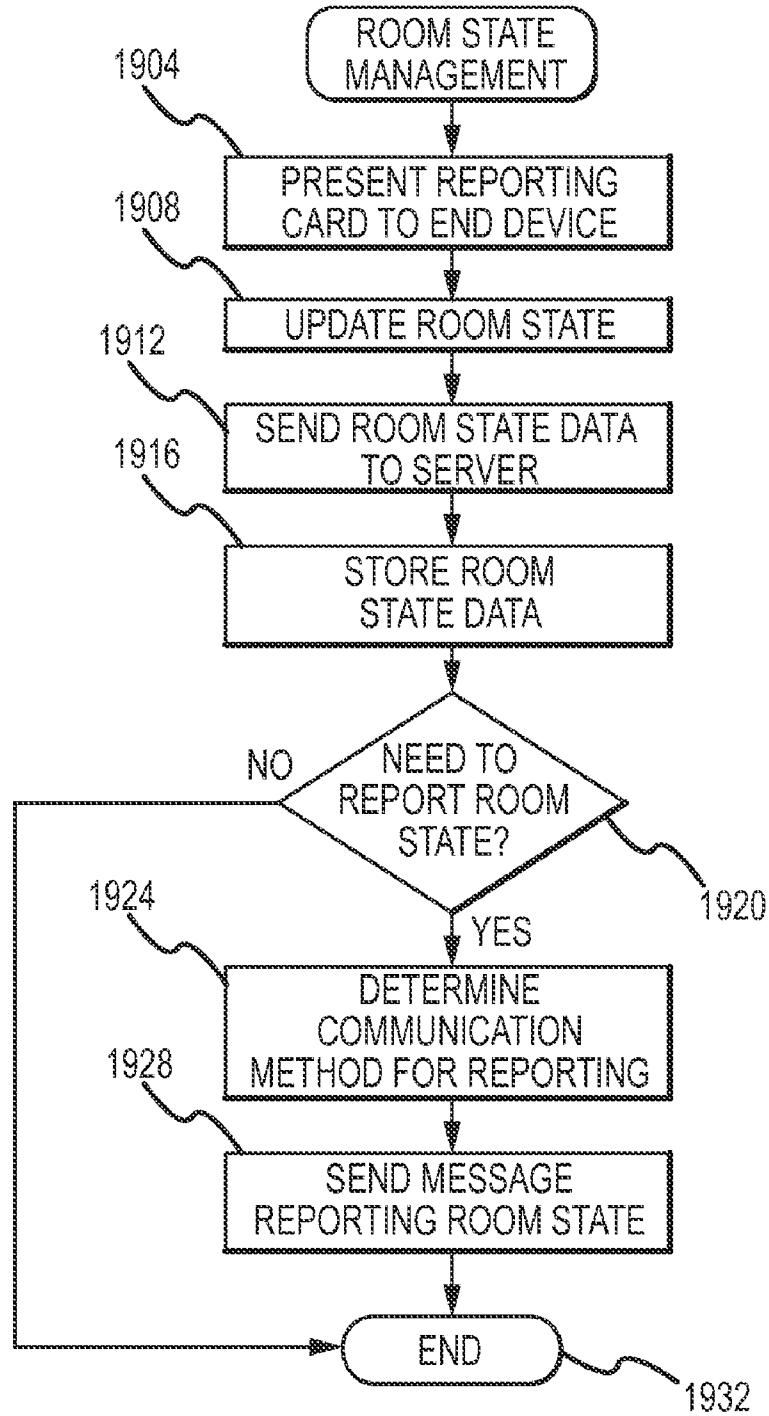 ROOM STATE
MANAGEMENT
1904
PRESENT REPORTING
CARD TO END DEVICE
1908
UPDATE ROOM STATE
1912
SEND ROOM STATE DATA
TO SERVER
1916
STORE ROOM
STATE DATA
NO
NEED TO
REPORT ROOM
STATE?
1920
YES
1924
DETERMINE
COMMUNICATION
METHOD FOR REPORTING
1928
SEND MESSAGE
REPORTING ROOM STATE
END
1932